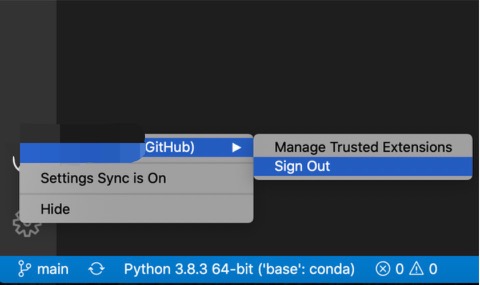 GitHub)
Manage Trusted Extensions
Sign Out
Settings Sync is On
Hide
main
Python 3.8.3 64-bit ('base': conda)
0
0